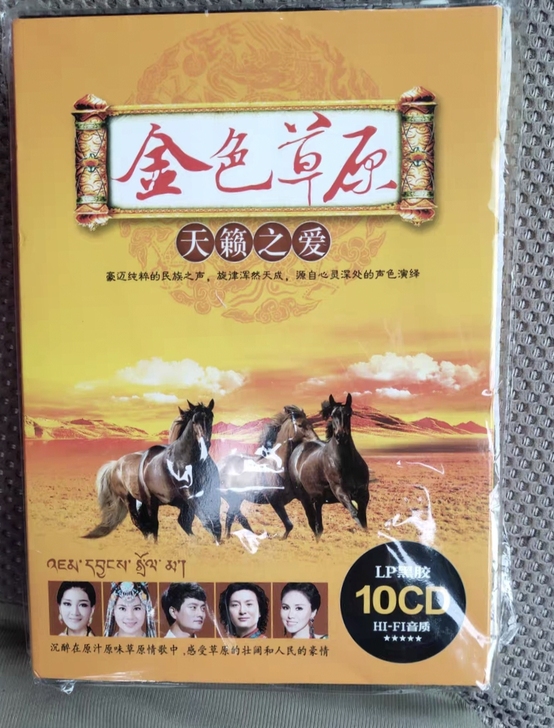 金色草原
天籁之爱
豪迈纯粹的民族之声，旋律浑然天成，源自心灵深处的声色演绎
འཇམ་དབྱངས་སྒྲོལ་མ།
LP黑胶
10CD
HI-FI音质
沉醉在原汁原味草原情歌中，感受草原的壮阔和人民的豪情